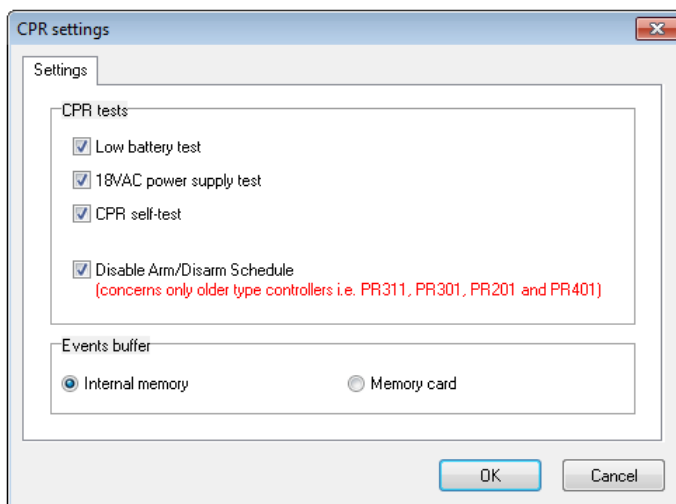 CPR settings
Settings
CPR tests
Low battery test
18VAC power supply test
CPR self-test
Disable Arm/Disarm Schedule
(concerns only older type controllers i.e. PR311, PR301, PR201 and PR401)
Events buffer
Internal memory Memory card
OK Cancel